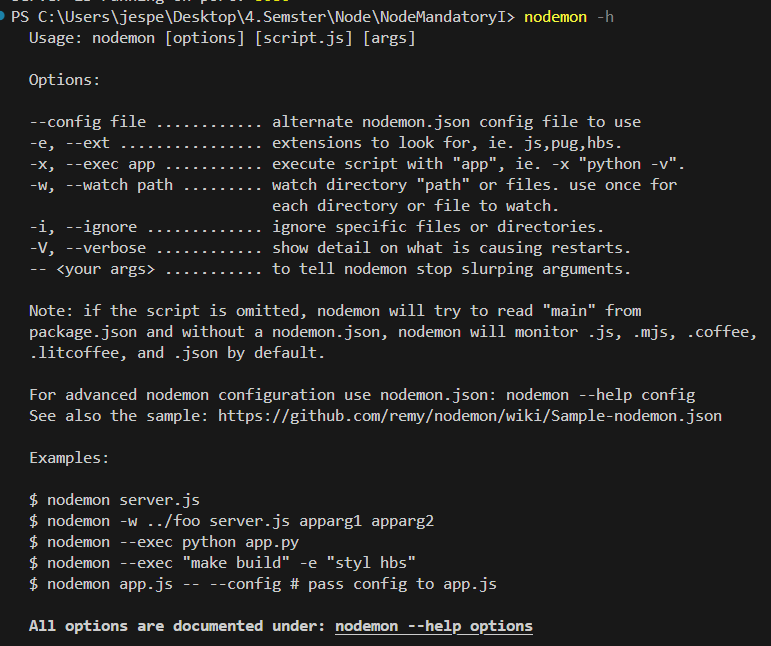 PS C:\Users\jespe\Desktop\4.Semster\Node\NodeMandatoryI> nodemon -h
Usage: nodemon [options] [script.js] [args]
Options:
--config file ............ alternate nodemon.json config file to use
-e, --ext ................ extensions to look for, ie. js,pug,hbs.
-x, --exec app ........... execute script with "app", ie. -x "python -v".
-w, --watch path ......... watch directory "path" or files. use once for
each directory or file to watch.
-i, --ignore ............. ignore specific files or directories.
-V, --verbose ............ show detail on what is causing restarts.
-- <your args> ........... to tell nodemon stop slurping arguments.
Note: if the script is omitted, nodemon will try to read "main" from
package.json and without a nodemon.json, nodemon will monitor .js, .mjs, .coffee,
.litcoffee, and .json by default.
For advanced nodemon configuration use nodemon.json: nodemon --help config
See also the sample: https://github.com/remy/nodemon/wiki/Sample-nodemon.json
Examples:
$ nodemon server.js
$ nodemon -w ../foo server.js apparg1 apparg2
$ nodemon --exec python app.py
$ nodemon --exec "make build" -e "styl hbs"
$ nodemon app.js -- --config # pass config to app.js
All options are documented under: nodemon --help options